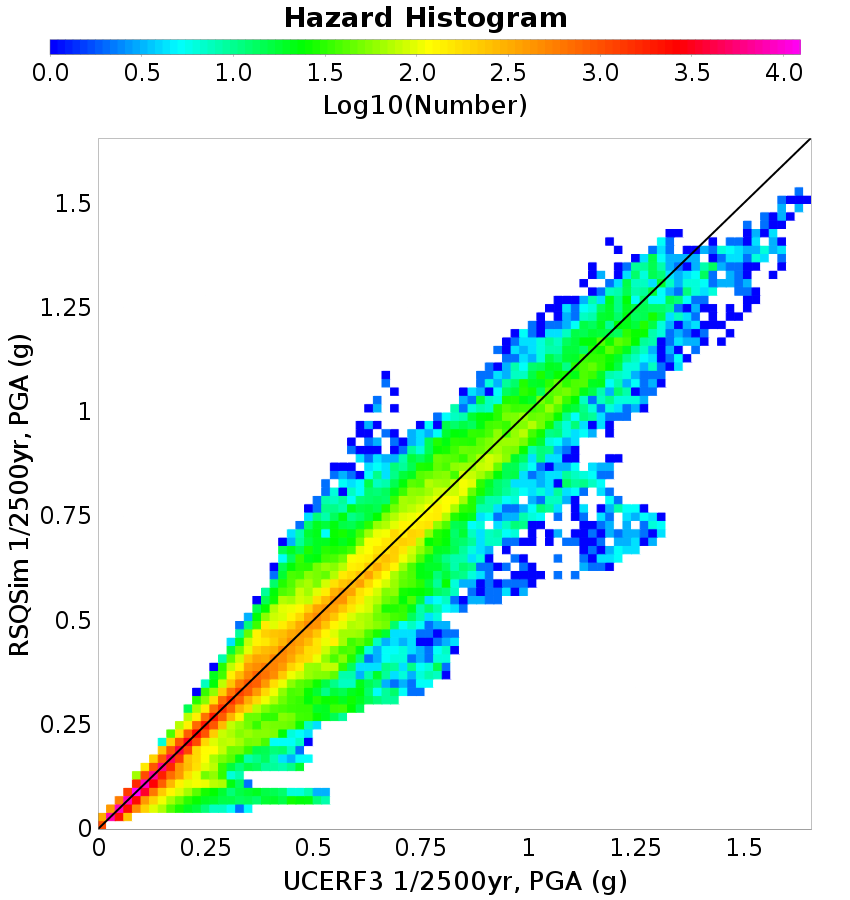 Hazard Histogram
0.0 0.5 1.0 1.5 2.0 2.5 3.0 3.5 4.0
Log10(Number)
1.5
1.25
1
0.75
0.5
0.25
0
RSQSim 1/2500yr, PGA (g)
0 0.25 0.5 0.75 1 1.25 1.5
UCERF3 1/2500yr, PGA (g)